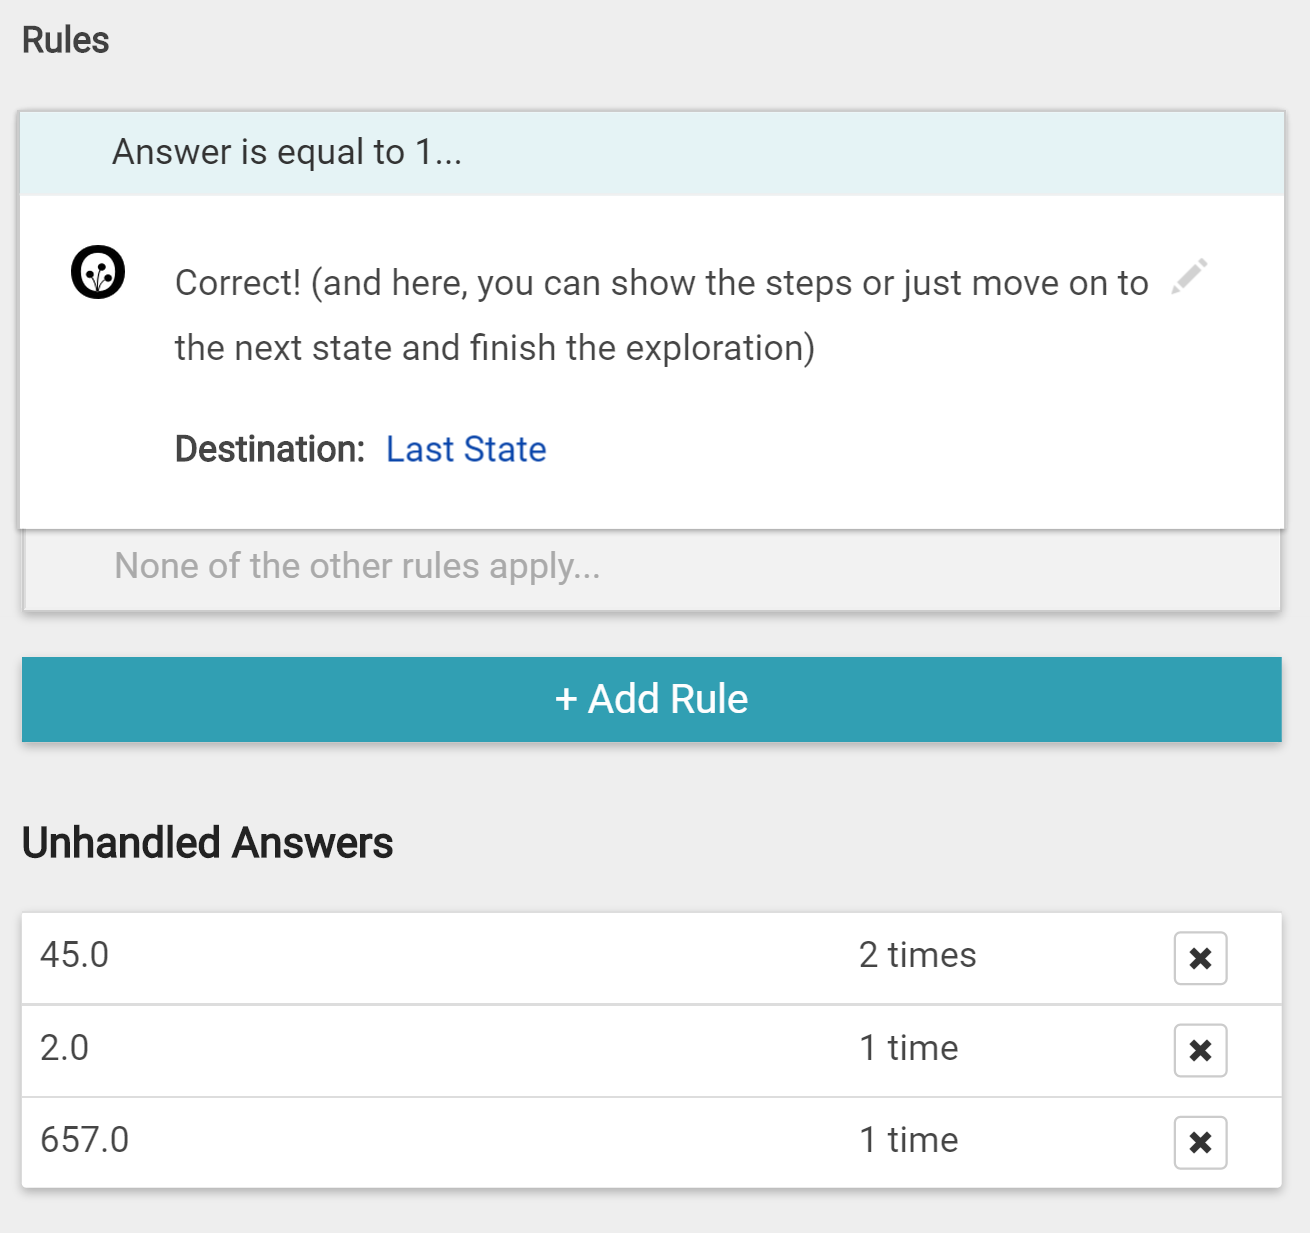 Rules
Answer is equal to 1...
Correct! (and here, you can show the steps or just move on to
the next state and finish the exploration)
Destination: Last State
None of the other rules apply...
+ Add Rule
Unhandled Answers
45.0 2 times
2.0 1 time
657.0 1 time